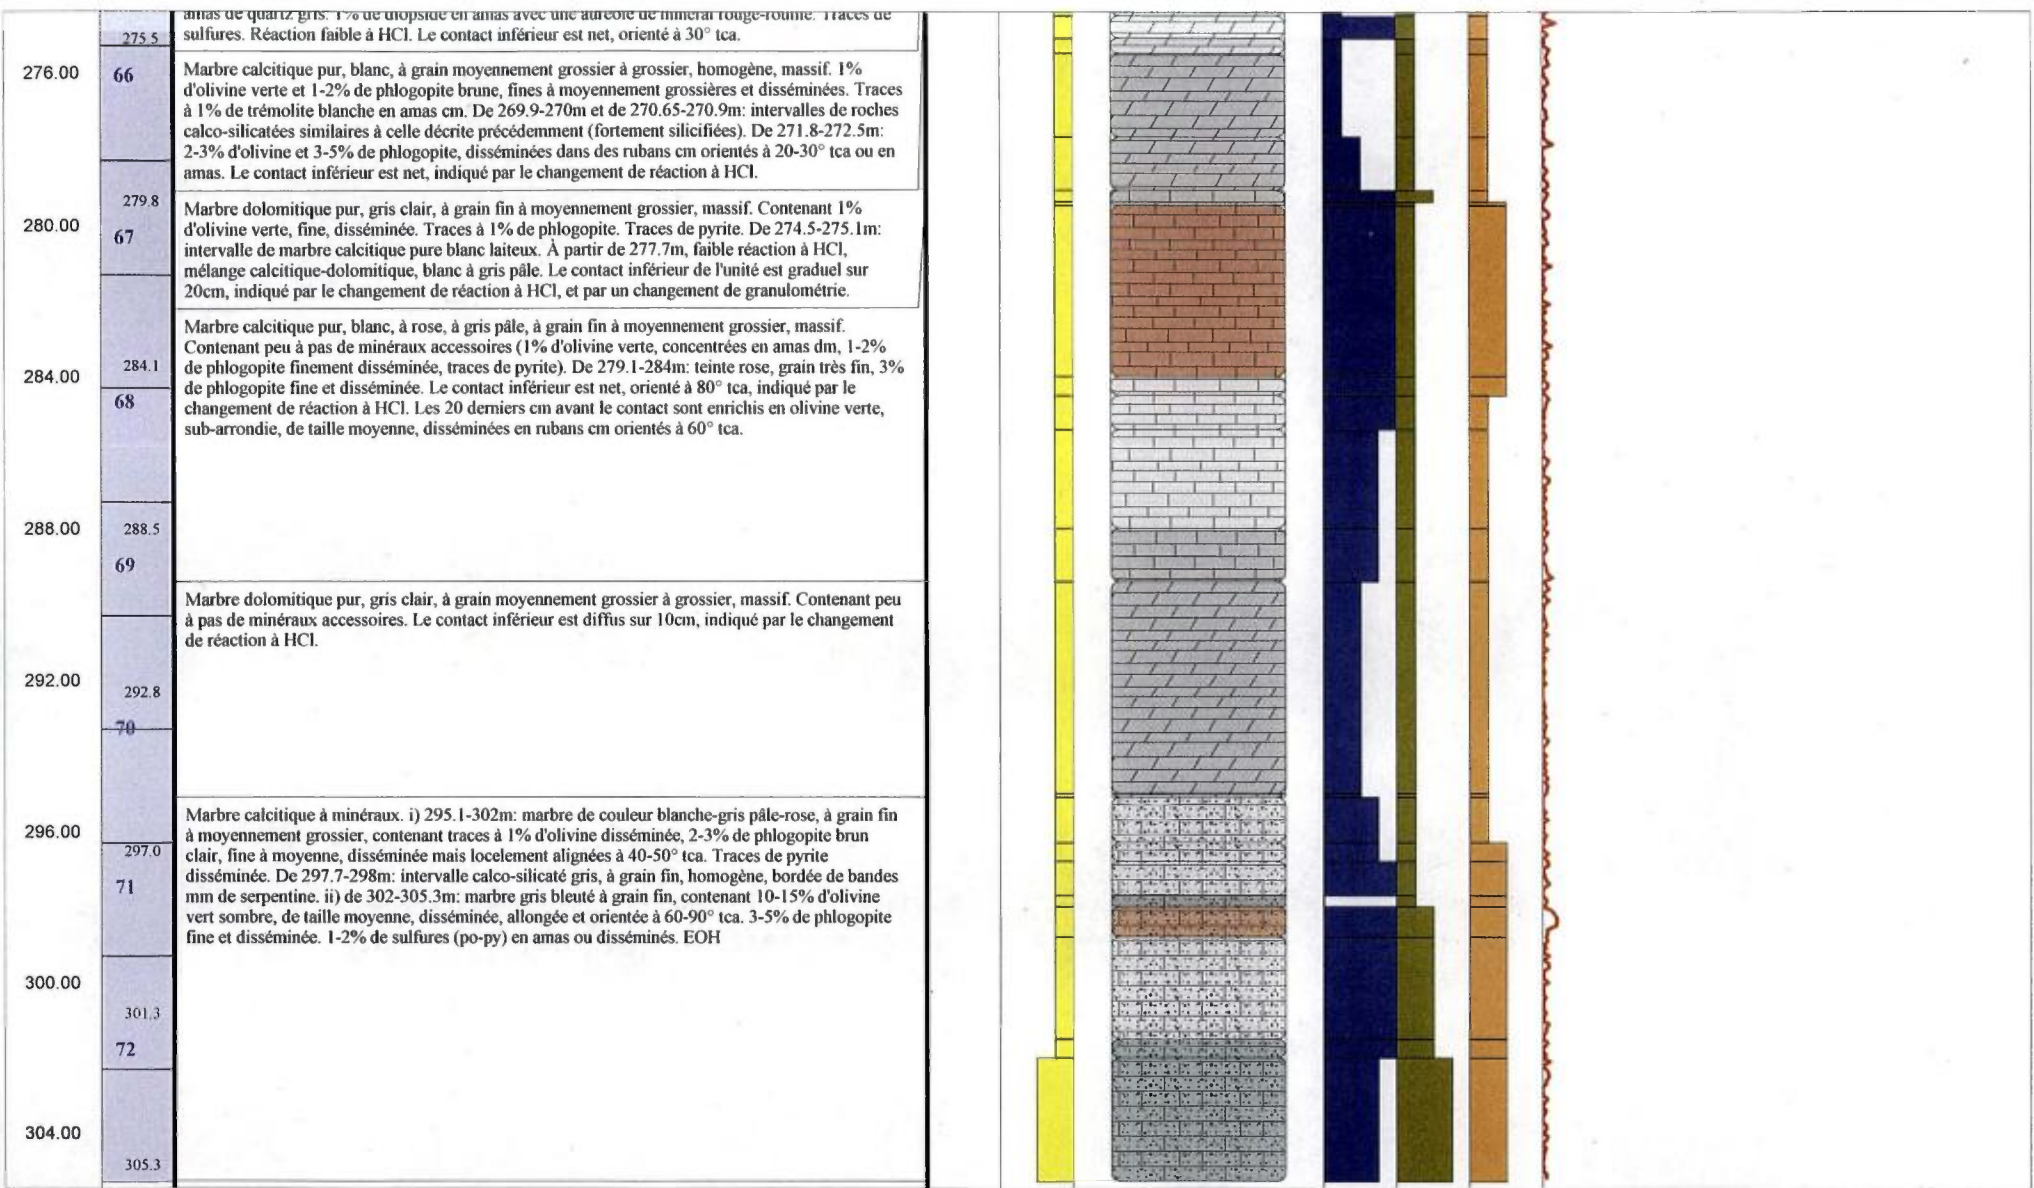 amas de quartz gris. 1% de diopside en amas avec une auréole de minéral rouge-rouille. Traces de
sulfures. Réaction faible à HCl. Le contact inférieur est net, orienté à 30° tca.
275.5
276.00
66
Marbre calcitique pur, blanc, à grain moyennement grossier à grossier, homogène, massif. 1%
d'olivine verte et 1-2% de phlogopite brune, fines à moyennement grossières et disséminées. Traces
à 1% de trémolite blanche en amas cm. De 269.9-270m et de 270.65-270.9m: intervalles de roches
calco-silicatées similaires à celle décrite précédemment (fortement silicifiées). De 271.8-272.5m:
2-3% d'olivine et 3-5% de phlogopite, disséminées dans des rubans cm orientés à 20-30° tca ou en
amas. Le contact inférieur est net, indiqué par le changement de réaction à HCl.
279.8
280.00
67
Marbre dolomitique pur, gris clair, à grain fin à moyennement grossier, massif. Contenant 1%
d'olivine verte, fine, disséminée. Traces à 1% de phlogopite. Traces de pyrite. De 274.5-275.1m:
intervalle de marbre calcitique pure blanc laiteux. À partir de 277.7m, faible réaction à HCl,
mélange calcitique-dolomitique, blanc à gris pâle. Le contact inférieur de l'unité est graduel sur
20cm, indiqué par le changement de réaction à HCl, et par un changement de granulométrie.
Marbre calcitique pur, blanc, à rose, à gris pâle, à grain fin à moyennement grossier, massif.
Contenant peu à pas de minéraux accessoires (1% d'olivine verte, concentrées en amas dm, 1-2%
de phlogopite finement disséminée, traces de pyrite). De 279.1-284m: teinte rose, grain très fin, 3%
de phlogopite fine et disséminée. Le contact inférieur est net, orienté à 80° tca, indiqué par le
changement de réaction à HCl. Les 20 derniers cm avant le contact sont enrichis en olivine verte,
sub-arrondie, de taille moyenne, disséminées en rubans cm orientés à 60° tca.
284.1
284.00
68
288.00
288.5
69
Marbre dolomitique pur, gris clair, à grain moyennement grossier à grossier, massif. Contenant peu
à pas de minéraux accessoires. Le contact inférieur est diffus sur 10cm, indiqué par le changement
de réaction à HCl.
292.00
292.8
70
Marbre calcitique à minéraux. i) 295.1-302m: marbre de couleur blanche-gris pâle-rose, à grain fin
à moyennement grossier, contenant traces à 1% d'olivine disséminée, 2-3% de phlogopite brun
clair, fine à moyenne, disséminée mais locelement alignées à 40-50° tca. Traces de pyrite
disséminée. De 297.7-298m: intervalle calco-silicaté gris, à grain fin, homogène, bordée de bandes
mm de serpentine. ii) de 302-305.3m: marbre gris bleuté à grain fin, contenant 10-15% d'olivine
vert sombre, de taille moyenne, disséminée, allongée et orientée à 60-90° tca. 3-5% de phlogopite
fine et disséminée. 1-2% de sulfures (po-py) en amas ou disséminés. EOH
296.00
297.0
71
300.00
301.3
72
304.00
305.3